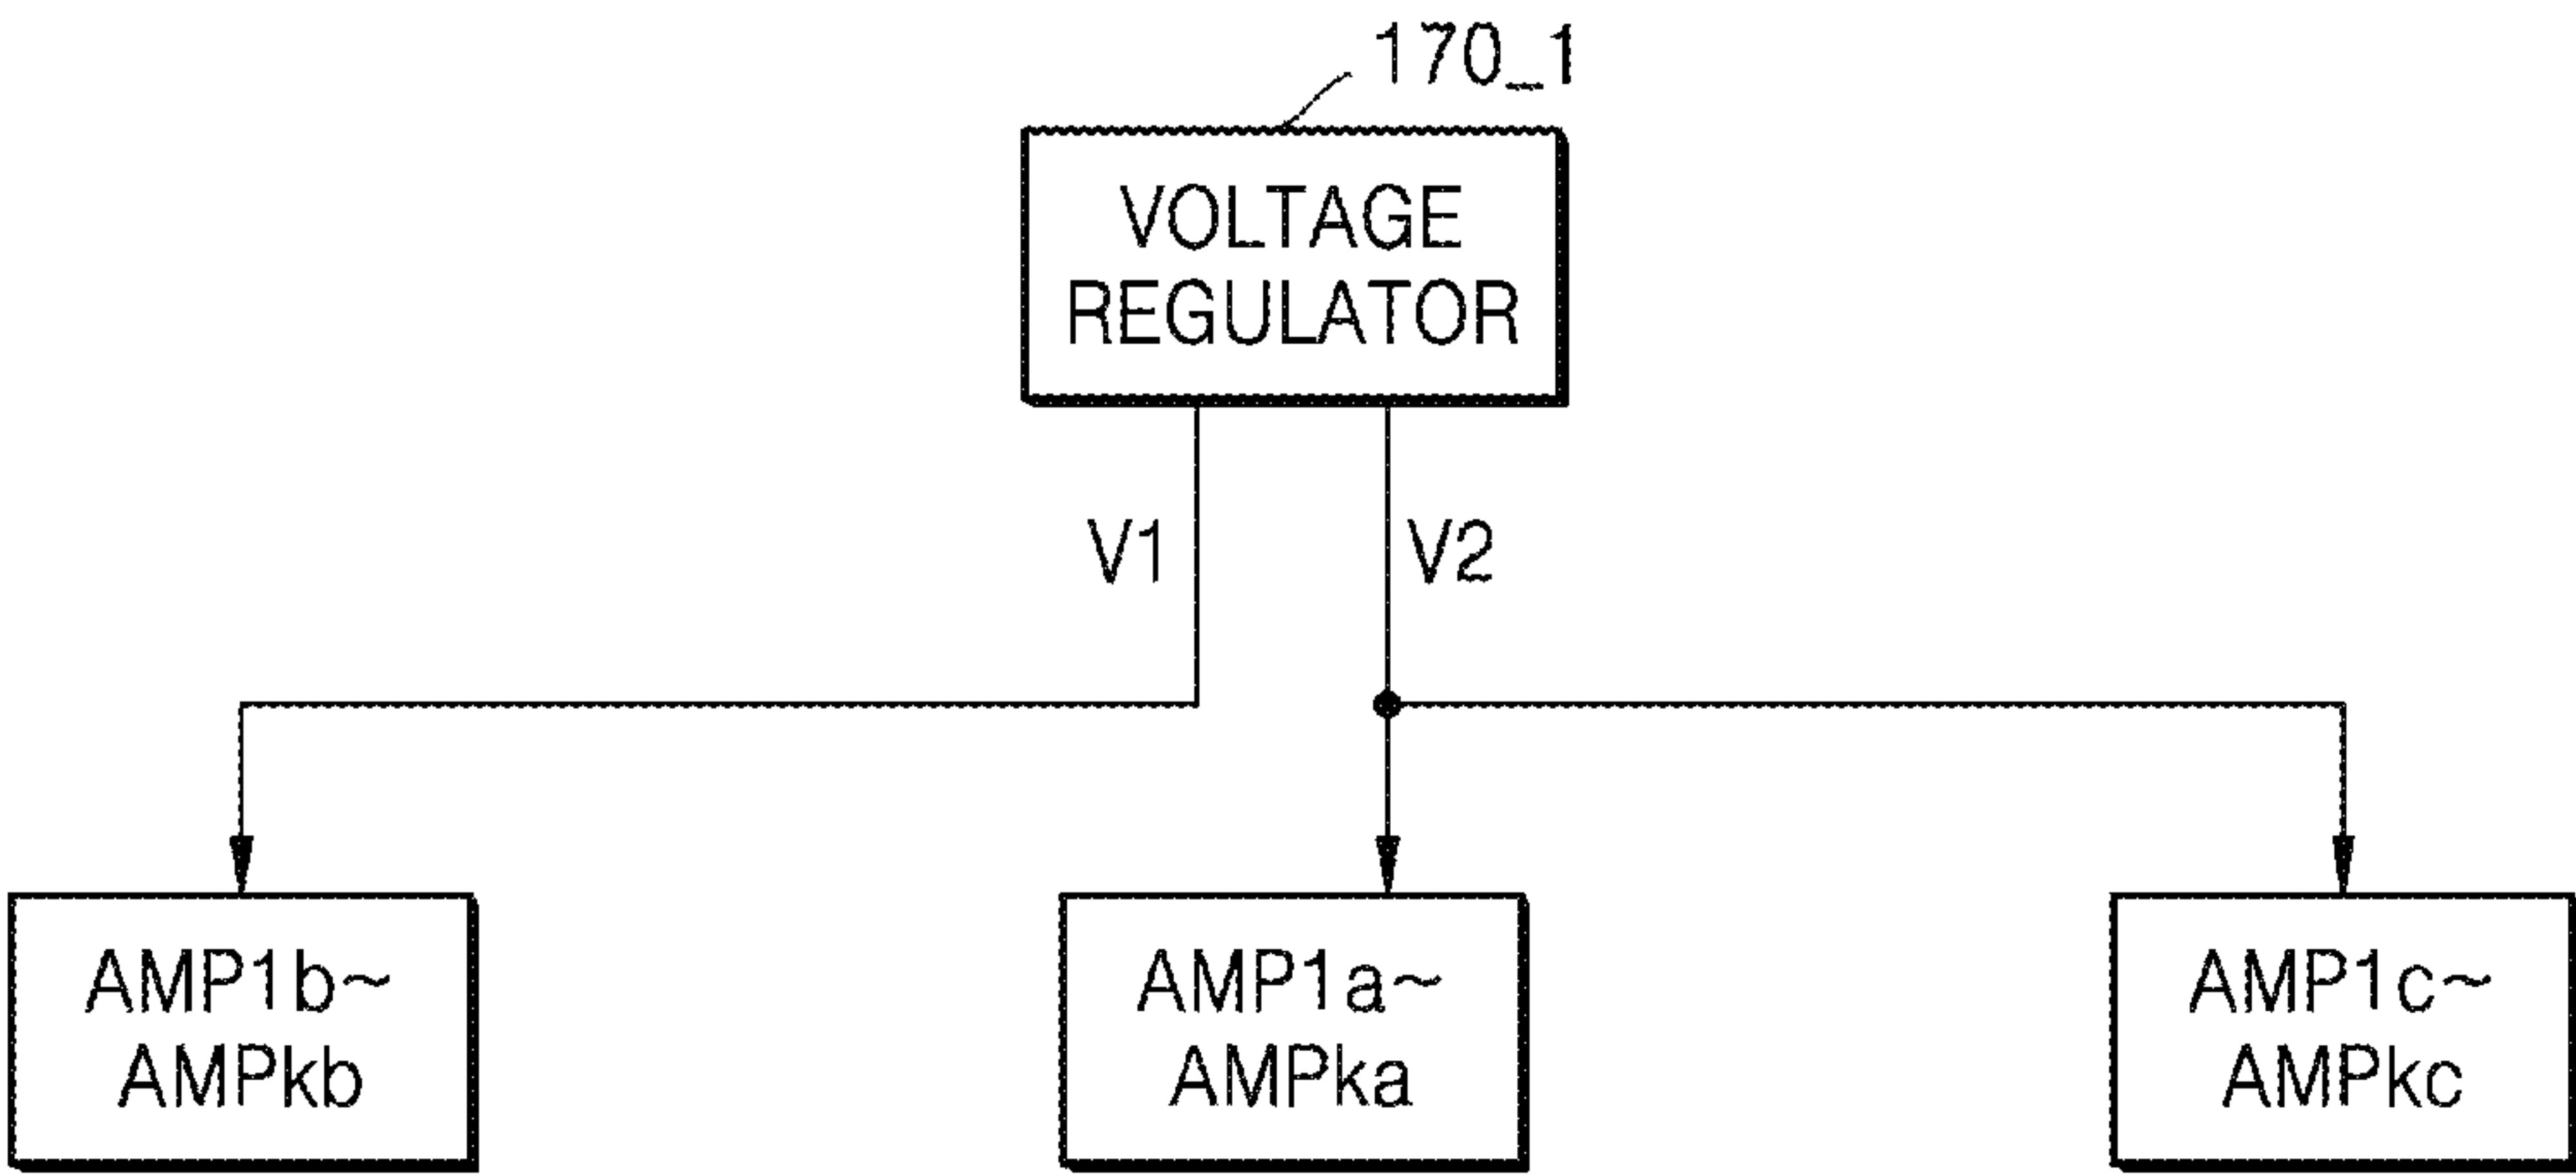 170_1
VOLTAGE
REGULATOR
V1
V2
AMP1b~
AMPkb
AMP1a~
AMPka
AMP1c~
AMPkc